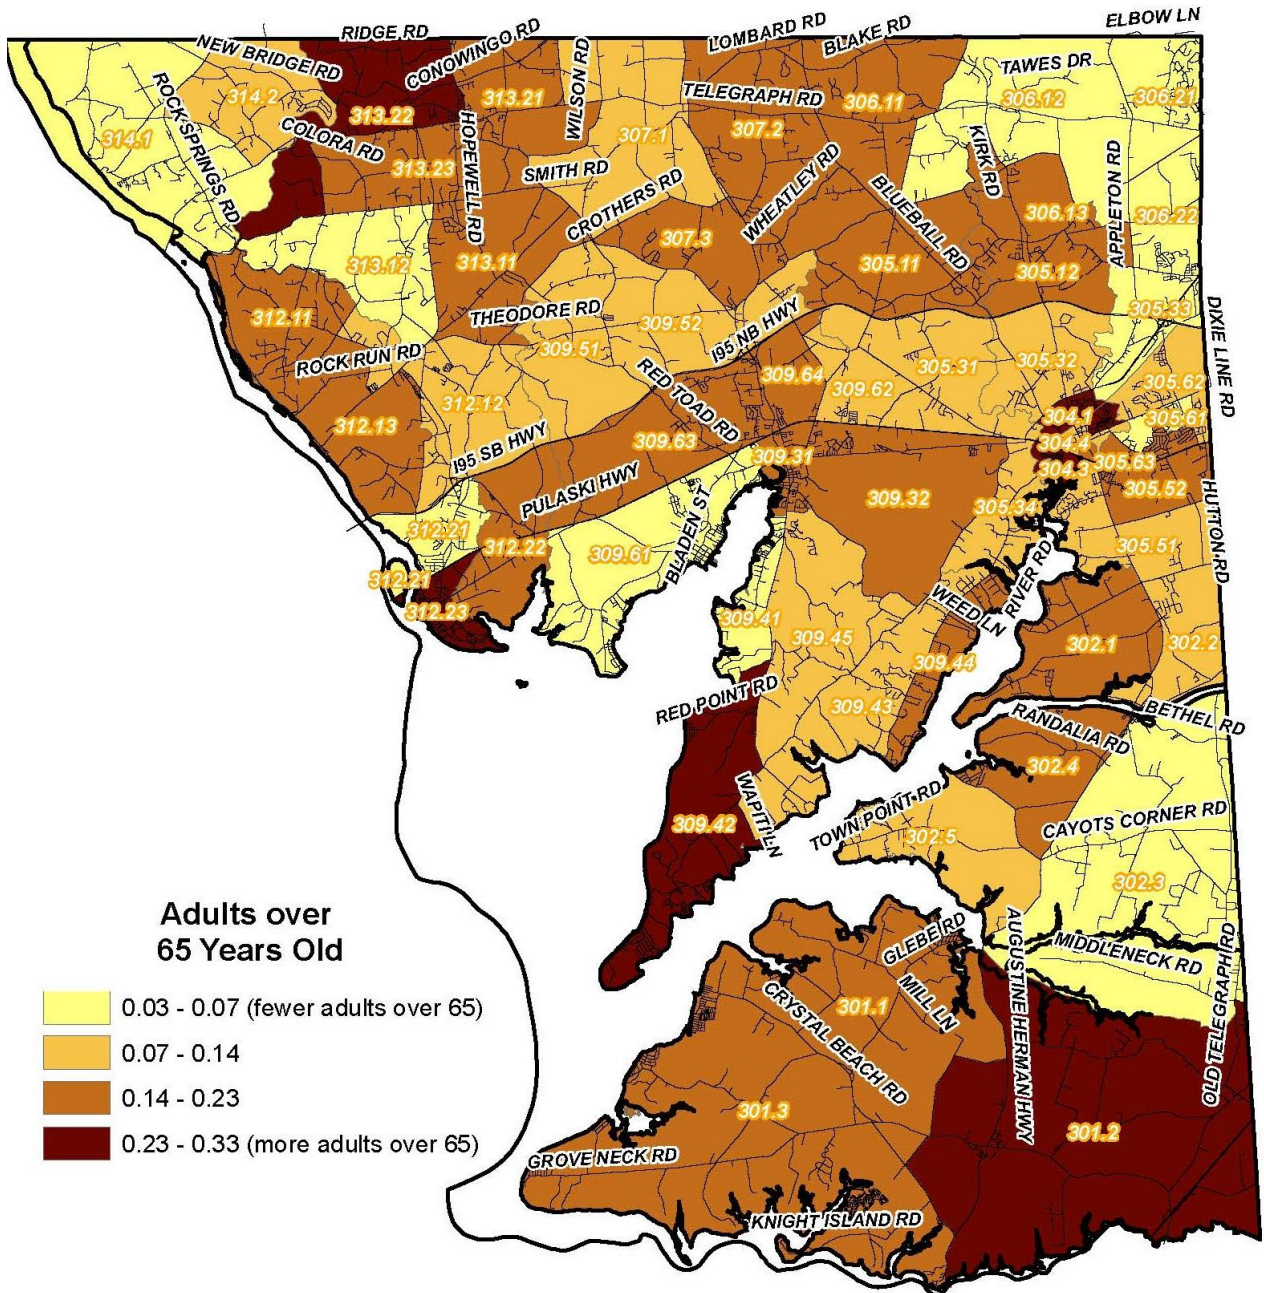 ELBOW LN
RIDGE RD
CONOWINGO RD
LOMBARD RD
BLAKE RD
NEW BRIDGE RD
WILSON RD
TAWES DR
ROCK SPRINGS RD
314.2
313.22
313.21
TELEGRAPH RD
306.11
306.12
306.21
314.1
COLORA RD
HOPEWELL RD
307.1
307.2
KIRK RD
APPLETON RD
313.23
SMITH RD
CROTHERS RD
WHEATLEY RD
BLUEBALL RD
306.13
306.22
313.12
313.11
307.3
305.11
305.12
312.11
THEODORE RD
309.52
I95 NB HWY
305.33
DIXIE LINE RD
ROCK RUN RD
309.51
RED TOAD RD
309.64
309.62
305.31
305.32
305.62
312.12
312.13
304.1
305.61
I95 SB HWY
309.63
309.31
304.4
304.3
305.63
305.52
PULASKI HWY
309.32
305.34
HUTTON RD
312.21
312.22
309.61
BLADEN ST
305.51
312.21
312.23
RIVER RD
WEED LN
309.41
309.45
309.44
302.1
302.2
RED POINT RD
309.43
RANDALIA RD
BETHEL RD
302.4
309.42
WAPITI LN
TOWN POINT RD
302.5
CAYOTS CORNER RD
302.3
Adults over
65 Years Old
0.03 - 0.07 (fewer adults over 65)
0.07 - 0.14
0.14 - 0.23
0.23 - 0.33 (more adults over 65)
GLEBE RD
AUGUSTINE HERMAN HWY
MIDDLENECK RD
OLD TELEGRAPH RD
CRYSTAL BEACH RD
301.1
MILL LN
301.3
301.2
GROVE NECK RD
KNIGHT ISLAND RD